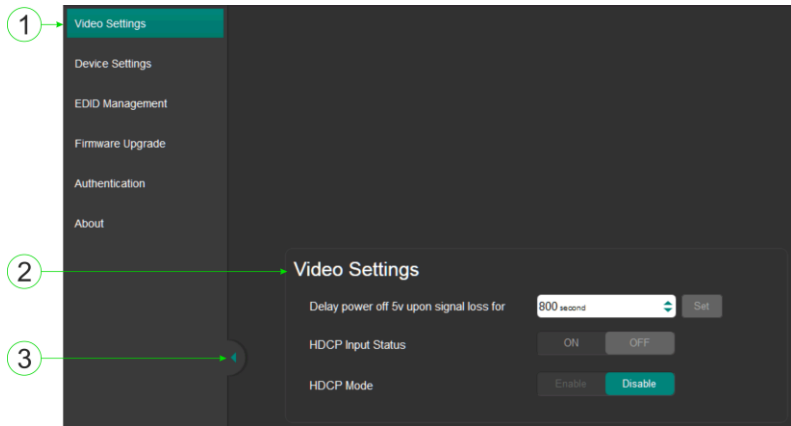 1
Video Settings
Device Settings
EDID Management
Firmware Upgrade
Authentication
About
2
Video Settings
Delay power off 5v upon signal loss for 800 second Set
HDCP Input Status ON OFF
3
HDCP Mode Enable Disable